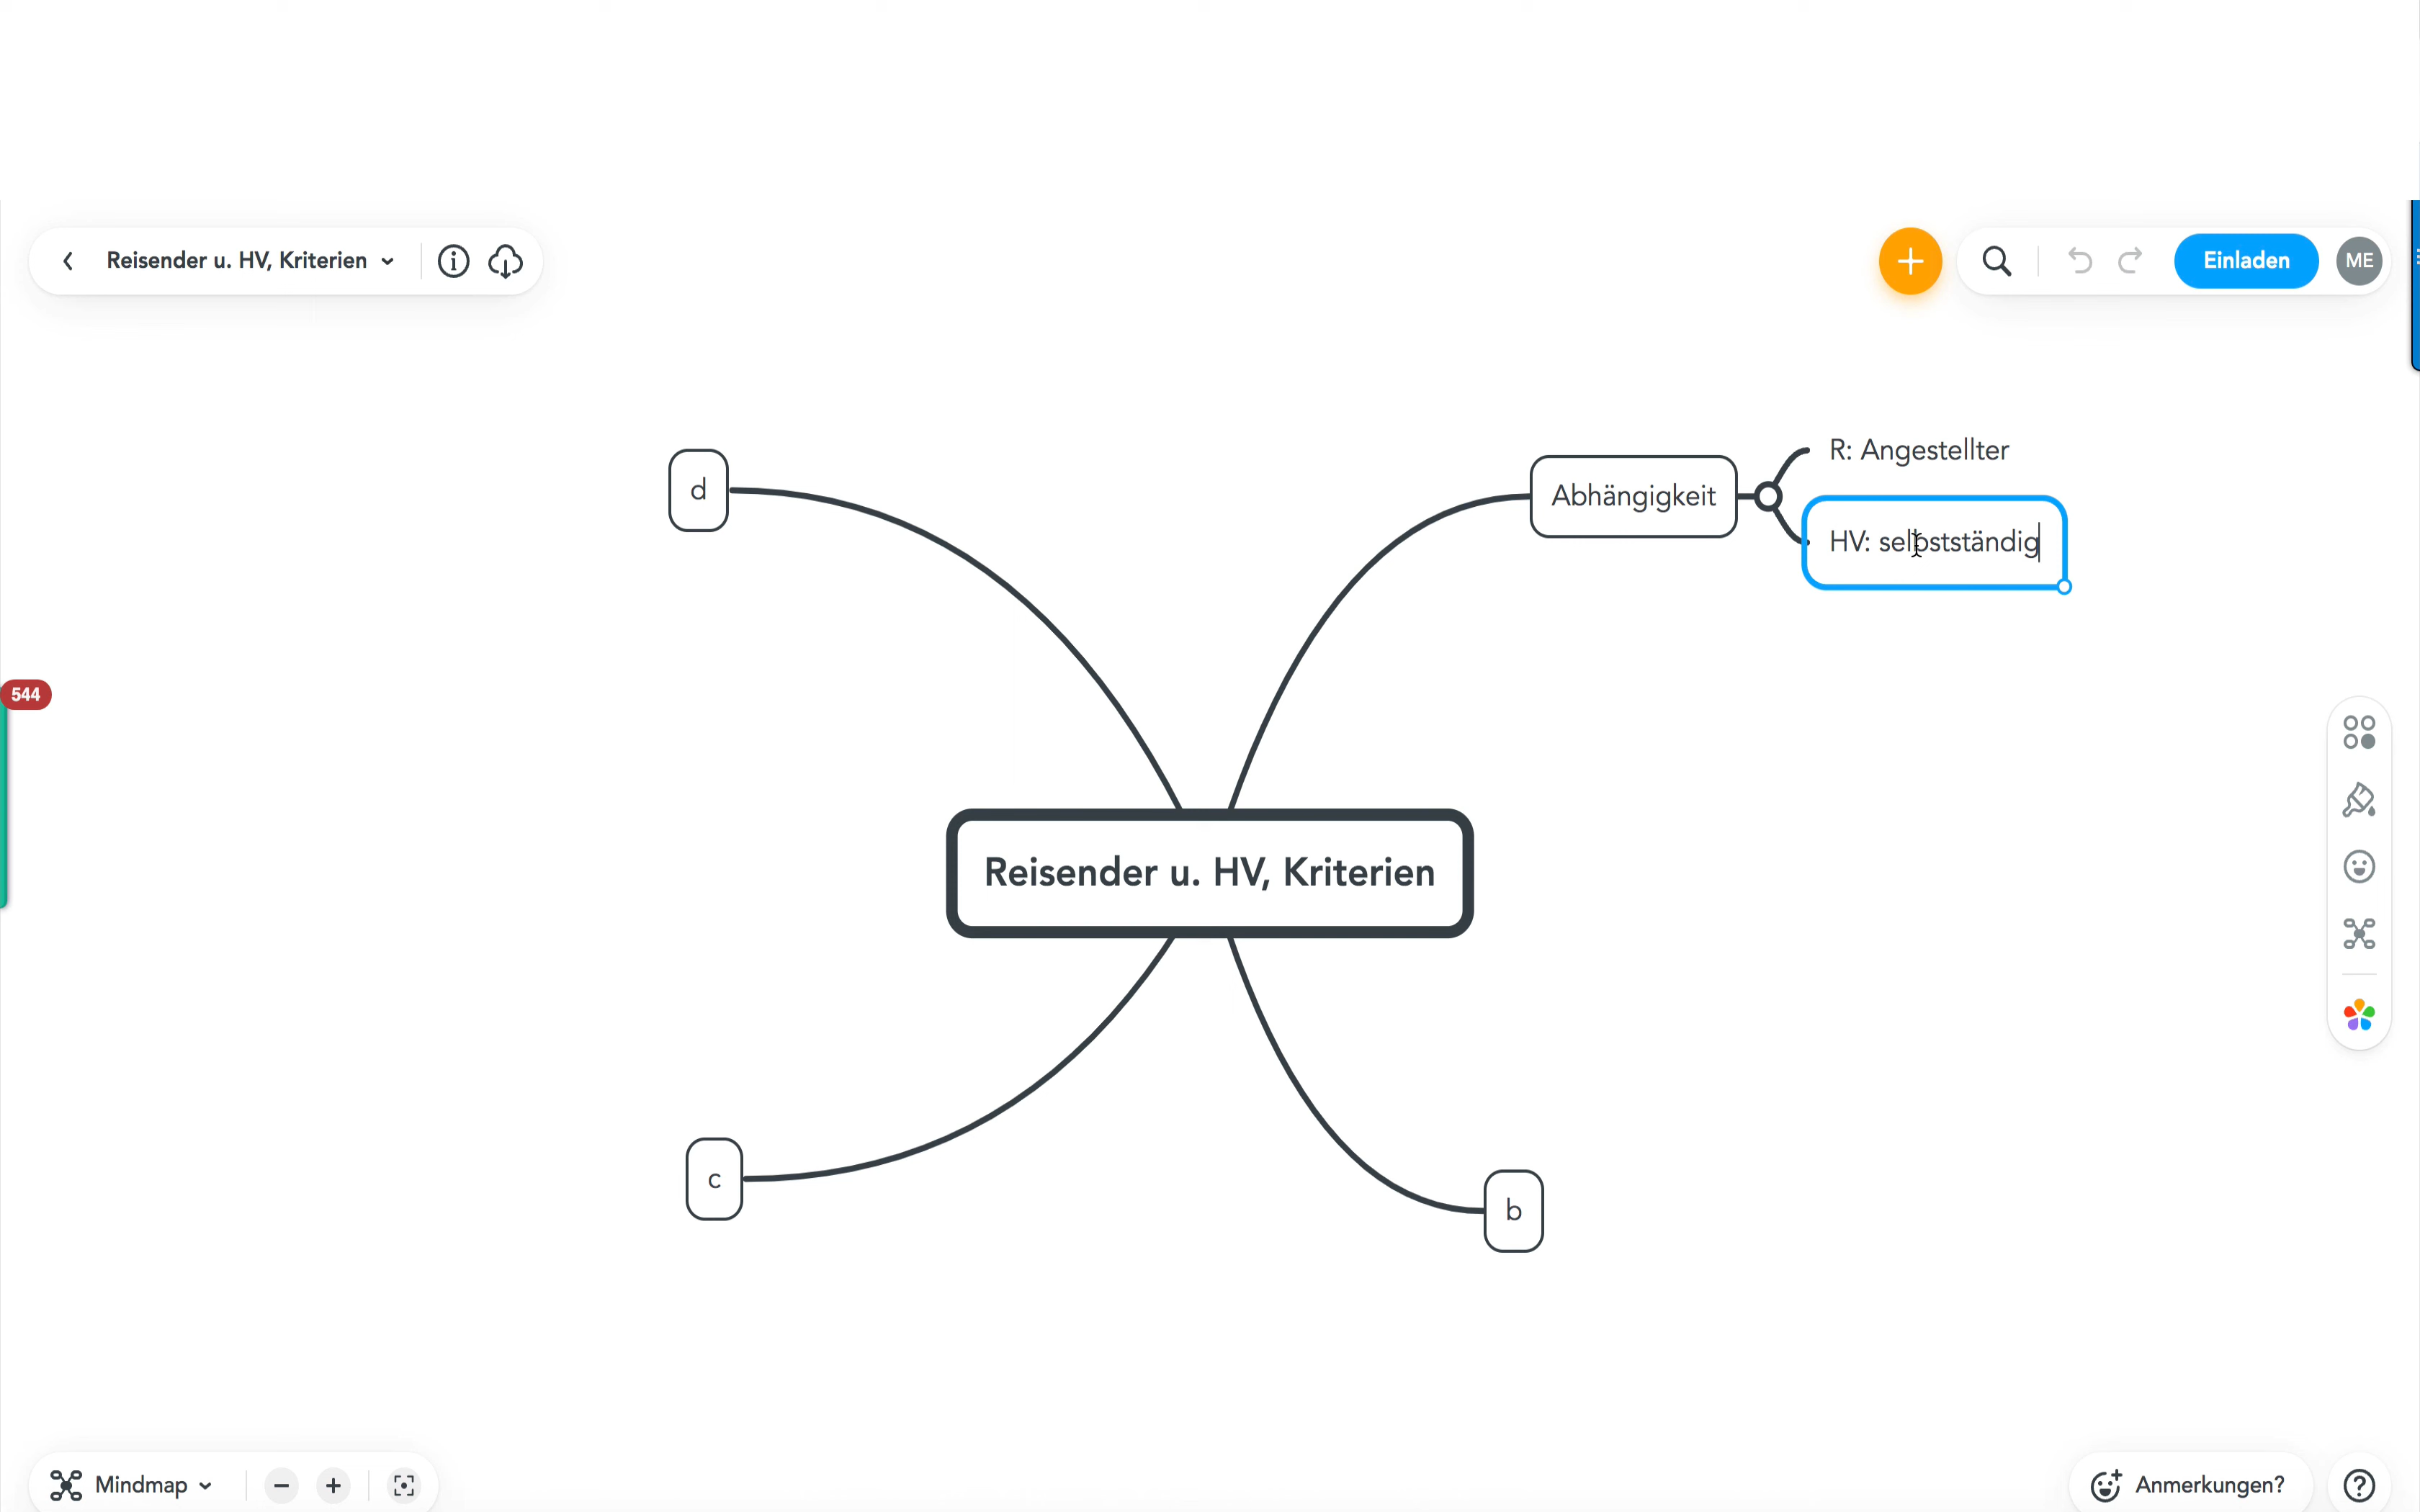 Reisender u. HV, Kriterien
Einladen
ME
d
Abhängigkeit
R: Angestellter
HV: selbstständig
544
Reisender u. HV, Kriterien
c
b
Mindmap
Anmerkungen?